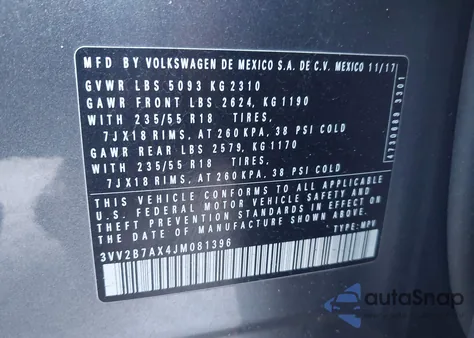 MFD BY VOLKSWAGEN DE MEXICO S.A. DE C.V. MEXICO 11/17
GVWR LBS 5093 KG 2310
GAWR FRONT LBS 2624, KG 1190
WITH 235/55 R18 TIRES,
7JX18 RIMS, AT 260 KPA, 38 PSI COLD
GAWR REAR LBS 2579, KG 1170
WITH 235/55 R18 TIRES,
7JX18 RIMS, AT 260 KPA, 38 PSI COLD
THIS VEHICLE CONFORMS TO ALL APPLICABLE
U.S. FEDERAL MOTOR VEHICLE SAFETY AND
THEFT PREVENTION STANDARDS IN EFFECT
ON THE DATE OF MANUFACTURE SHOWN ABOVE.
3VV2B7AX4JM081396
TYPE: MPV
3301
autoSnap